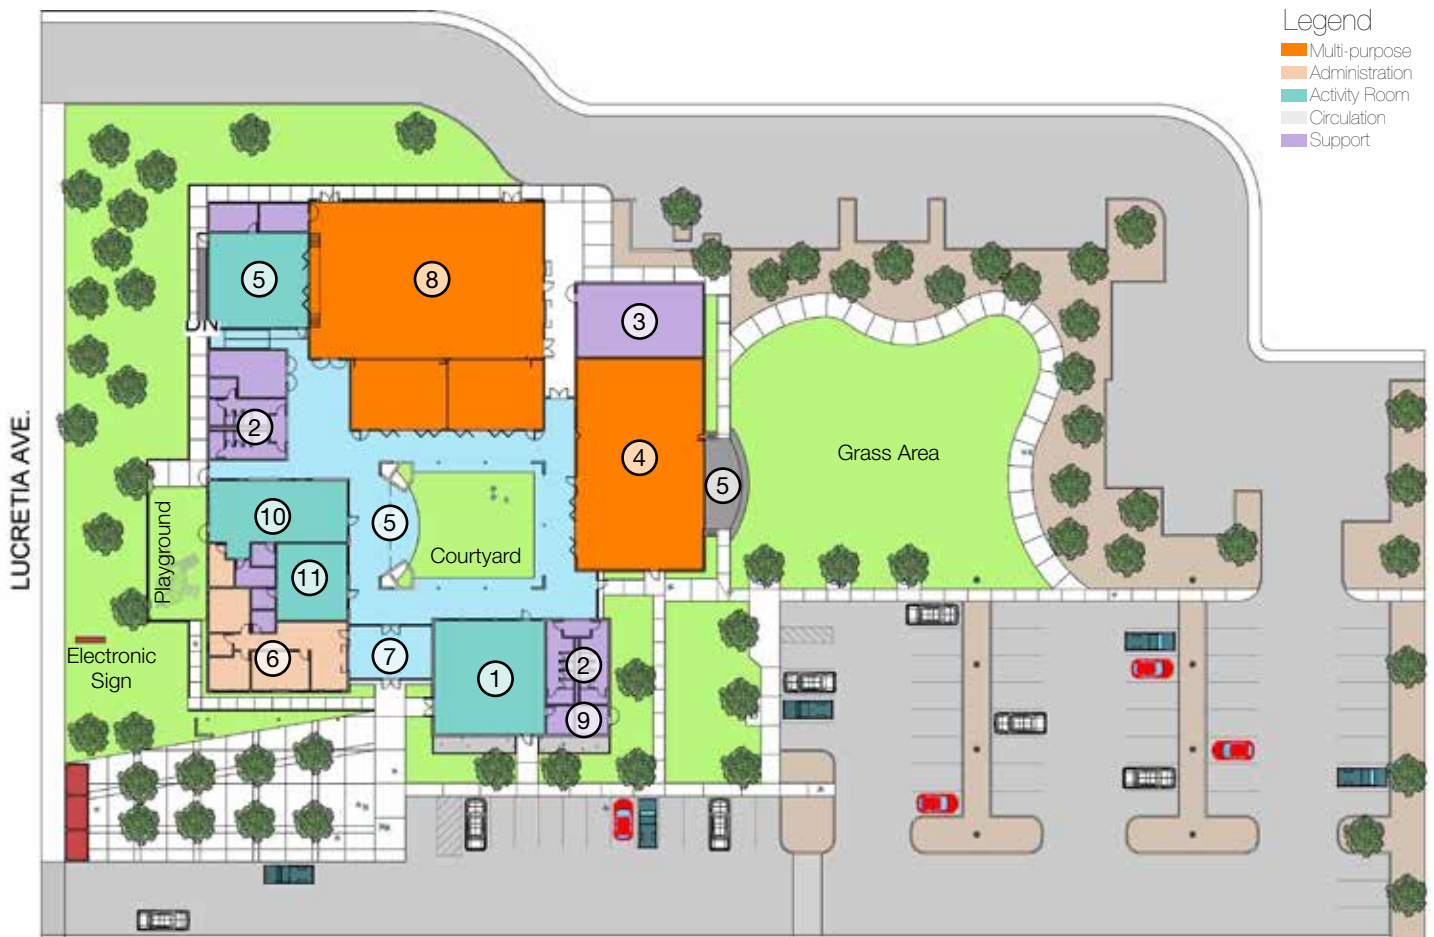 Legend
Multi-purpose
Administration
Activity Room
Circulation
Support
5
8
3
DN
2
4
Grass Area
5
10
5
Courtyard
Playground
11
LUCRETIA AVE.
Electronic
Sign
6
7
1
2
9